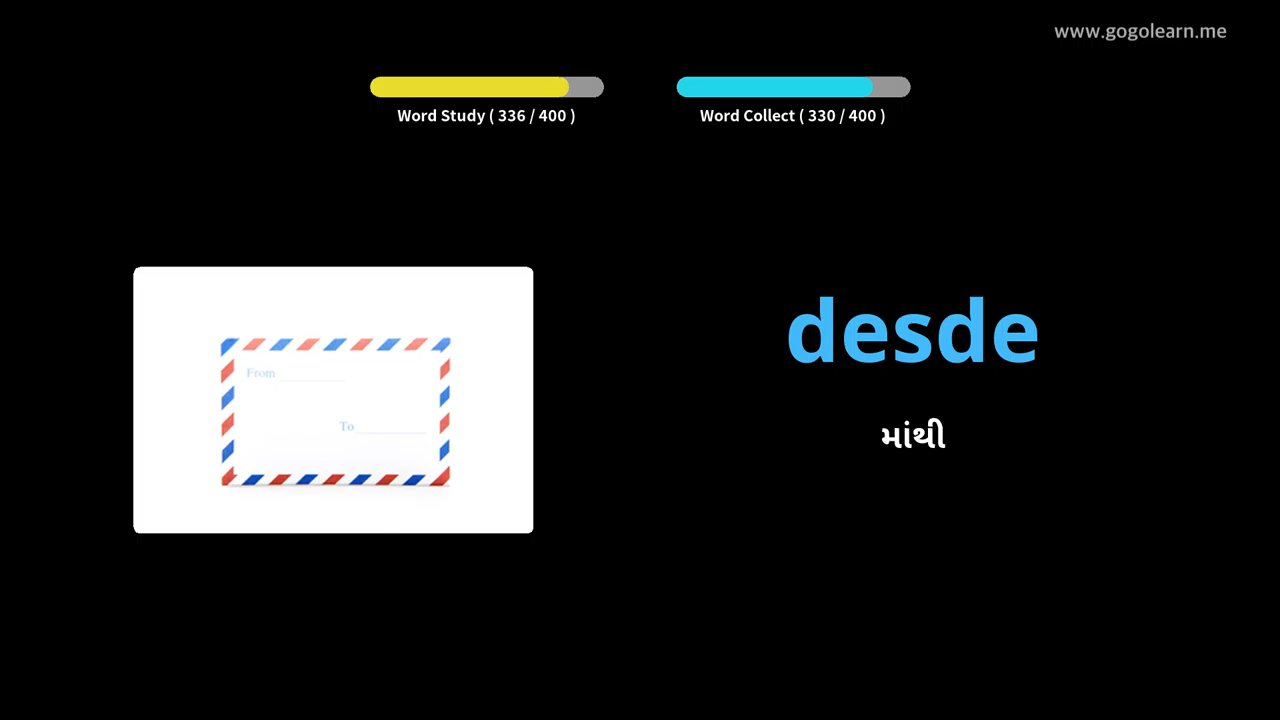 www.gogolearn.me
Word Study ( 336 / 400 )
Word Collect ( 330 / 400 )
From
To
desde
માંથી